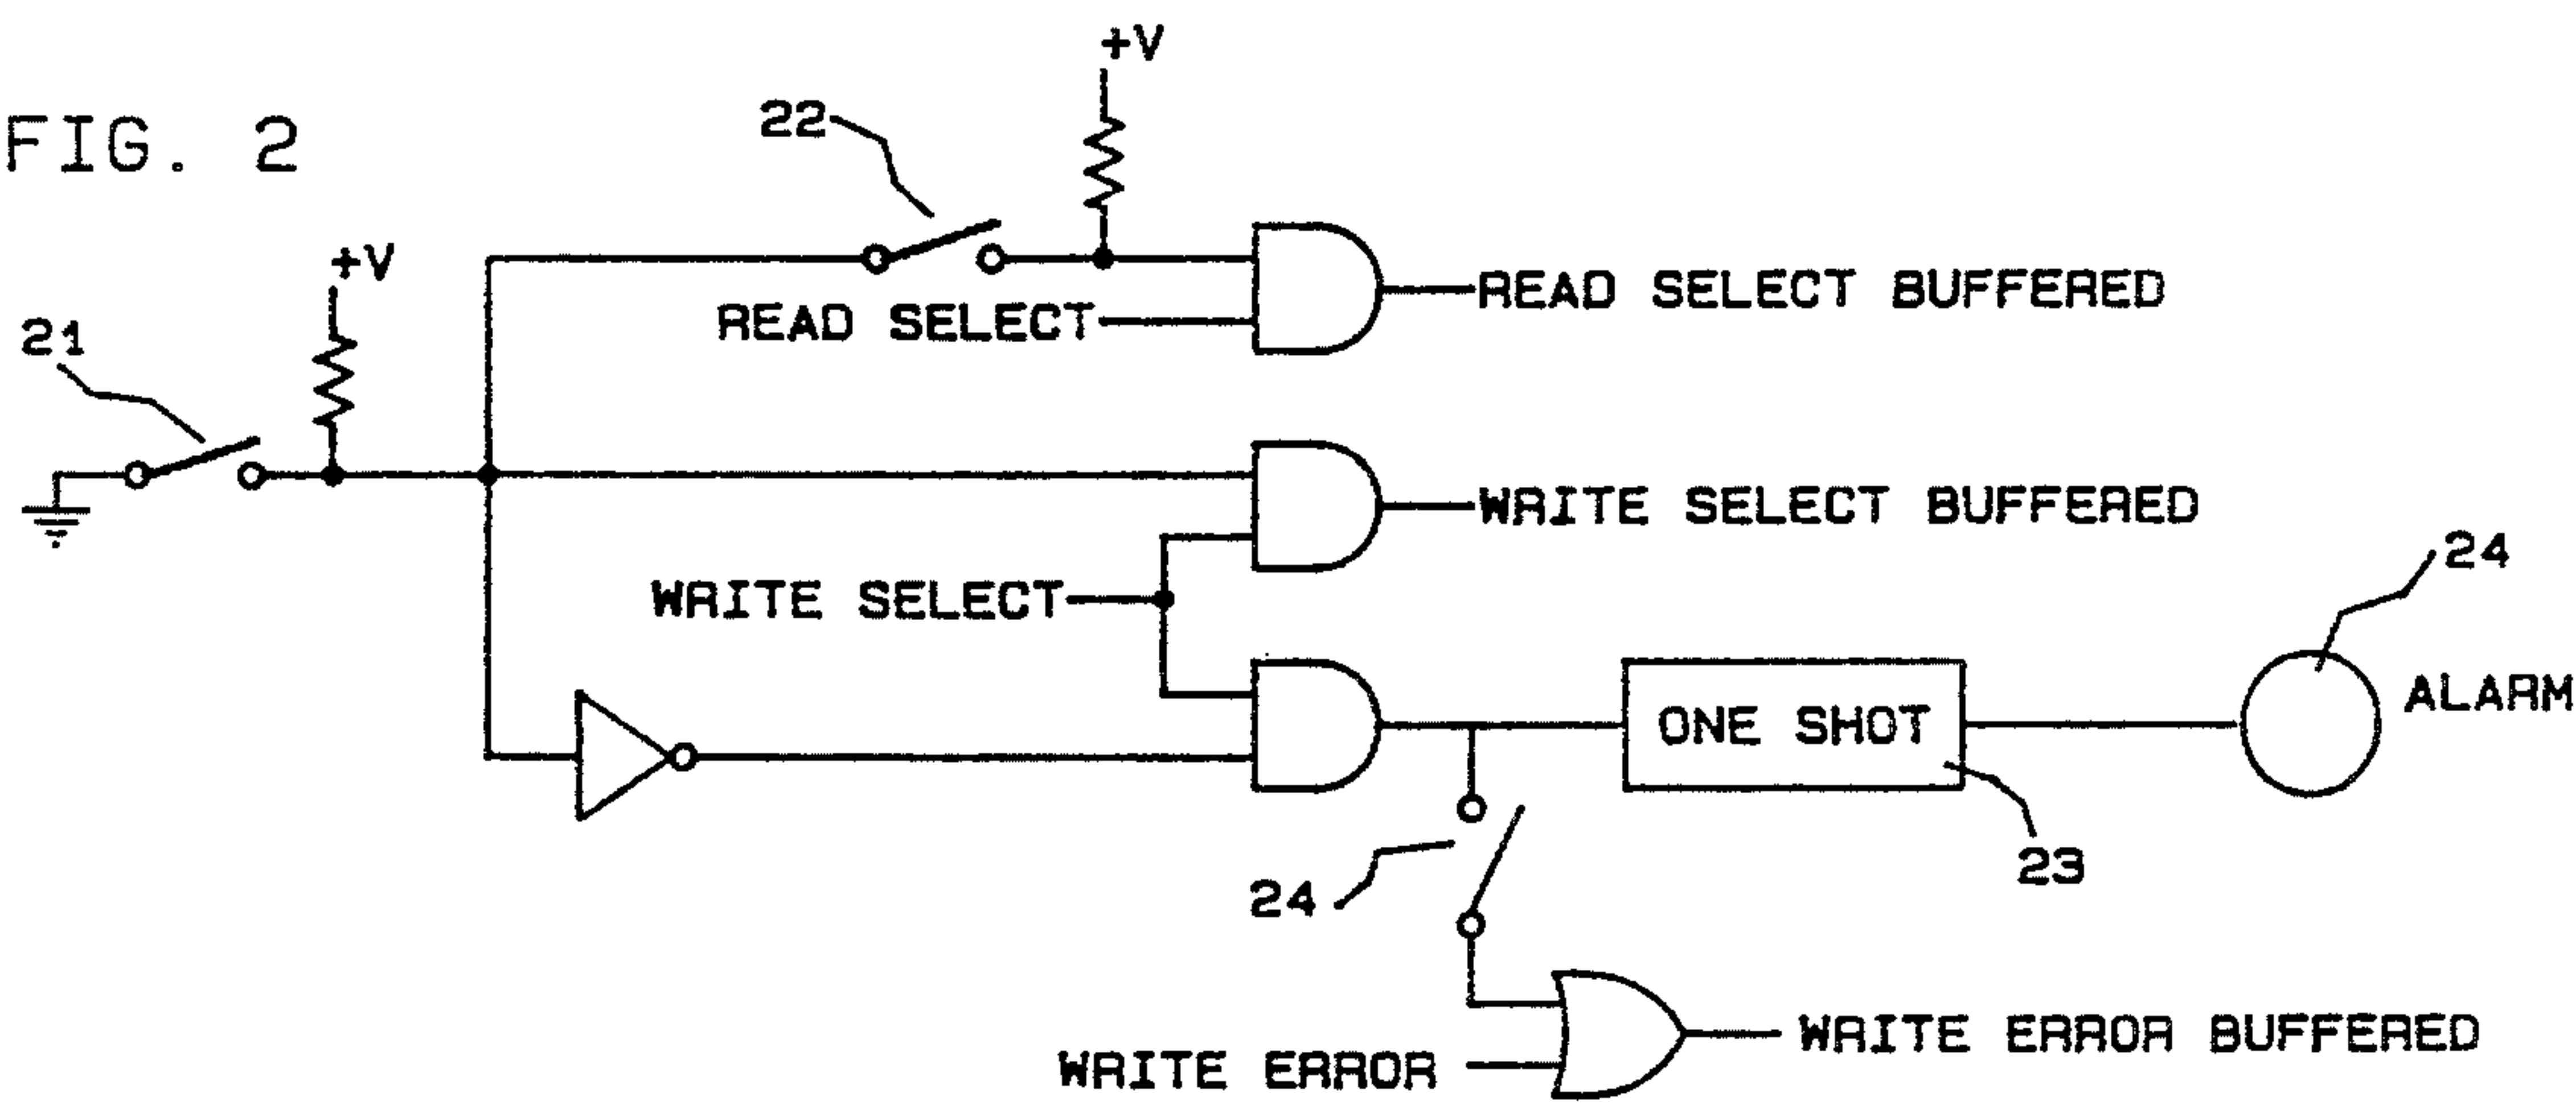 FIG. 2
+V
22
+V
21
READ SELECT
READ SELECT BUFFERED
WRITE SELECT BUFFERED
WRITE SELECT
24
ALARM
ONE SHOT
23
24
WRITE ERROR
WRITE ERROR BUFFERED